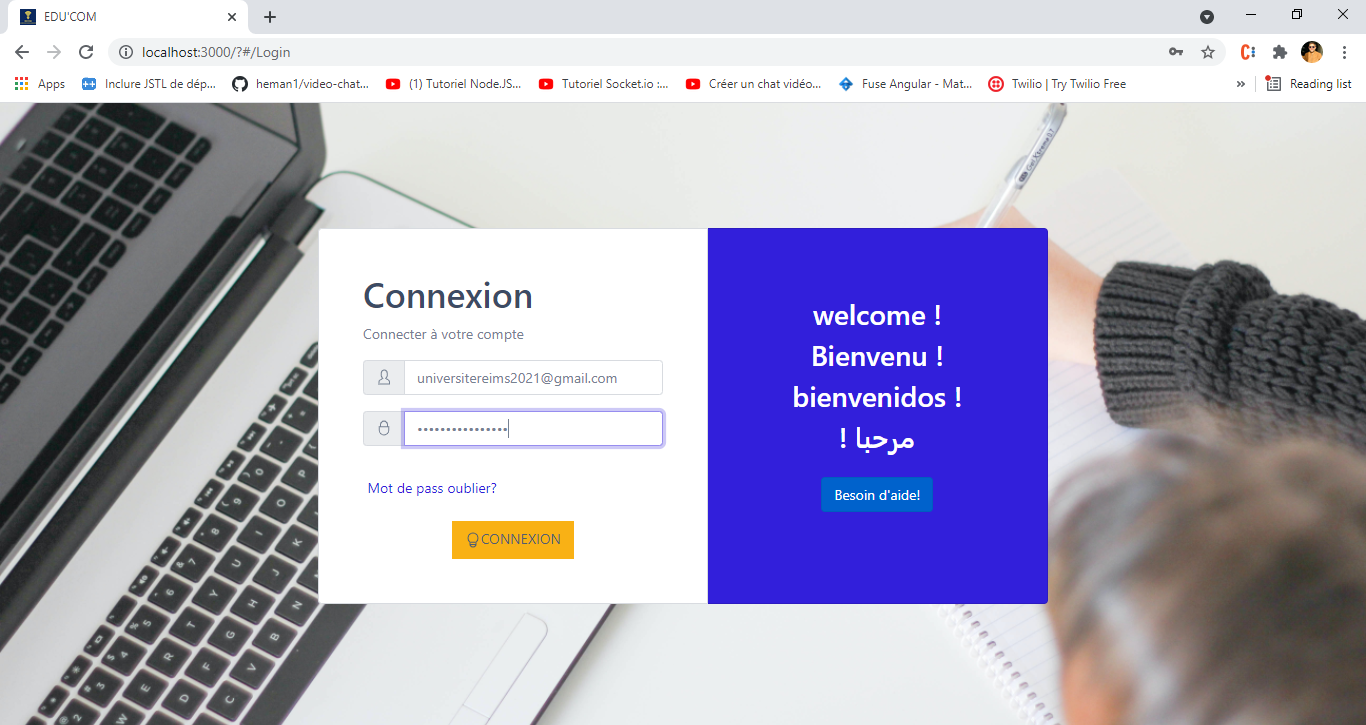 EDU'COM
localhost:3000/?#/Login
Apps
Inclure JSTL de dép...
heman1/video-chat...
(1) Tutoriel Node.JS...
Tutoriel Socket.io :...
Créer un chat vidéo...
Fuse Angular - Mat...
Twilio | Try Twilio Free
»
Reading list
Connexion
Connecter à votre compte
universitereims2021@gmail.com
••••••••••••••••
Mot de pass oublier?
CONNEXION
welcome !
Bienvenu !
bienvenidos !
مرحبا !
Besoin d'aide!